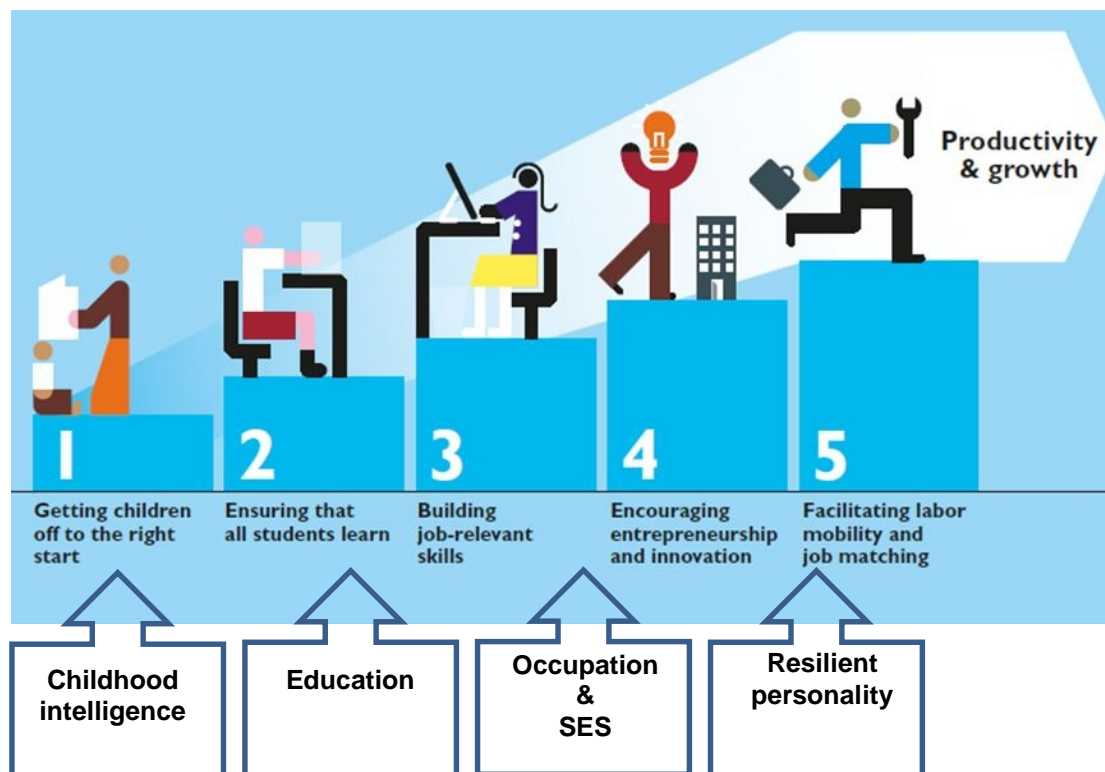 Productivity
& growth
1
2
3
4
5
Getting children
off to the right
start
Ensuring that
all students learn
Building
job-relevant
skills
Encouraging
entrepreneurship
and innovation
Facilitating labor
mobility and
job matching
Childhood
intelligence
Education
Occupation
&
SES
Resilient
personality